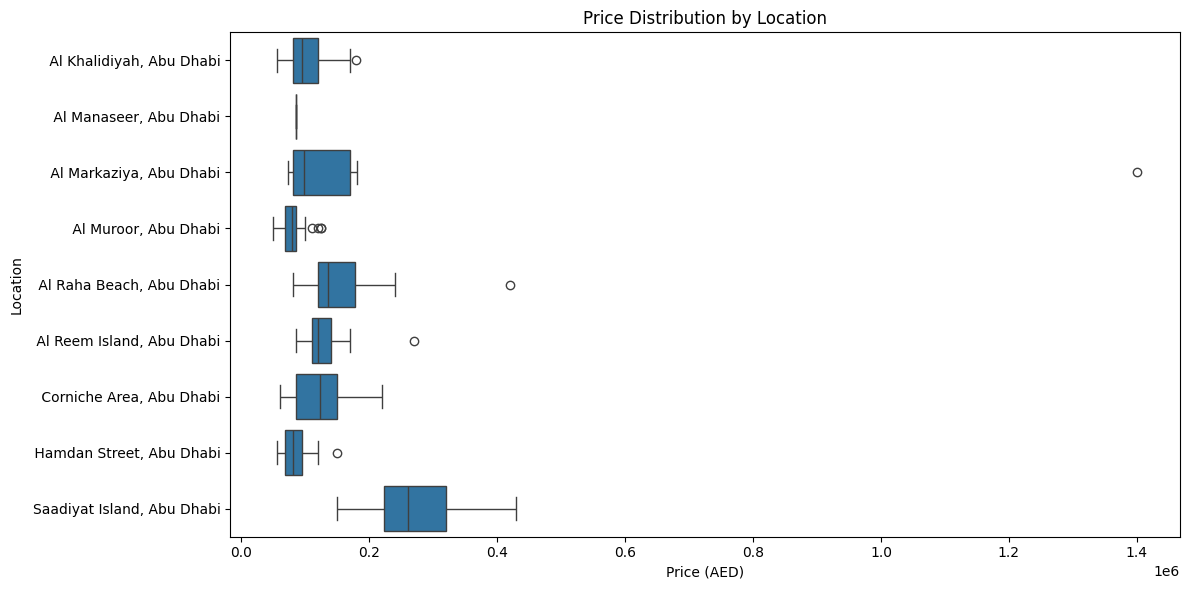 Price Distribution by Location
Location
Al Khalidiyah, Abu Dhabi
Al Manaseer, Abu Dhabi
Al Markaziya, Abu Dhabi
Al Muroor, Abu Dhabi
Al Raha Beach, Abu Dhabi
Al Reem Island, Abu Dhabi
Corniche Area, Abu Dhabi
Hamdan Street, Abu Dhabi
Saadiyat Island, Abu Dhabi
0.0 0.2 0.4 0.6 0.8 1.0 1.2 1.4
1e6
Price (AED)